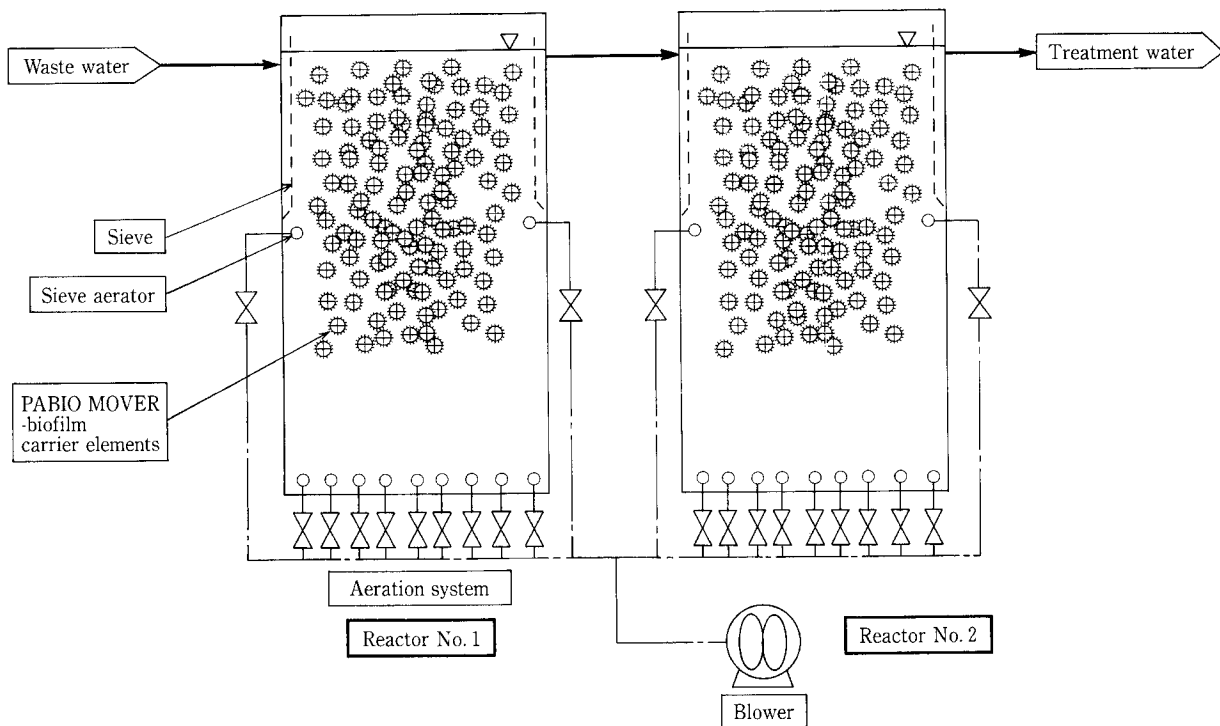 Waste water
Treatment water
Sieve
Sieve aerator
PABIO MOVER
-biofilm
carrier elements
Aeration system
Reactor No. 1
Reactor No. 2
Blower